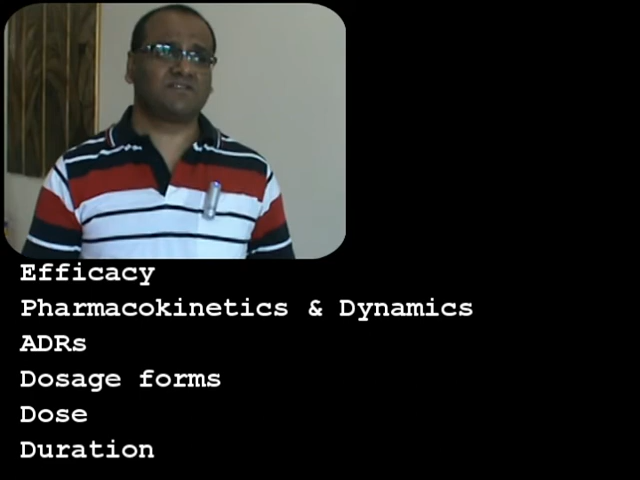 Efficacy
Pharmacokinetics & Dynamics
ADRs
Dosage forms
Dose
Duration